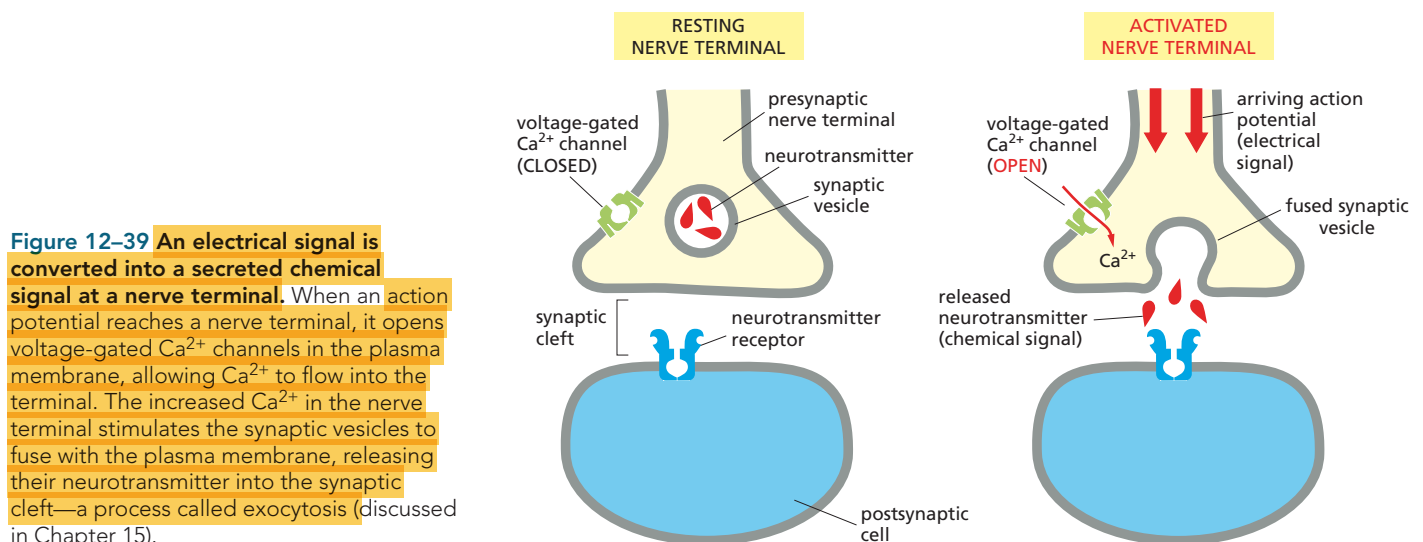 RESTING
NERVE TERMINAL
voltage-gated
Ca²⁺ channel
(CLOSED)
presynaptic
nerve terminal
neurotransmitter
synaptic
vesicle
synaptic
cleft
neurotransmitter
receptor
postsynaptic
cell
ACTIVATED
NERVE TERMINAL
voltage-gated
Ca²⁺ channel
(OPEN)
arriving action
potential
(electrical
signal)
Ca²⁺
fused synaptic
vesicle
released
neurotransmitter
(chemical signal)
Figure 12–39 An electrical signal is
converted into a secreted chemical
signal at a nerve terminal. When an action
potential reaches a nerve terminal, it opens
voltage-gated Ca²⁺ channels in the plasma
membrane, allowing Ca²⁺ to flow into the
terminal. The increased Ca²⁺ in the nerve
terminal stimulates the synaptic vesicles to
fuse with the plasma membrane, releasing
their neurotransmitter into the synaptic
cleft—a process called exocytosis (discussed
in Chapter 15).